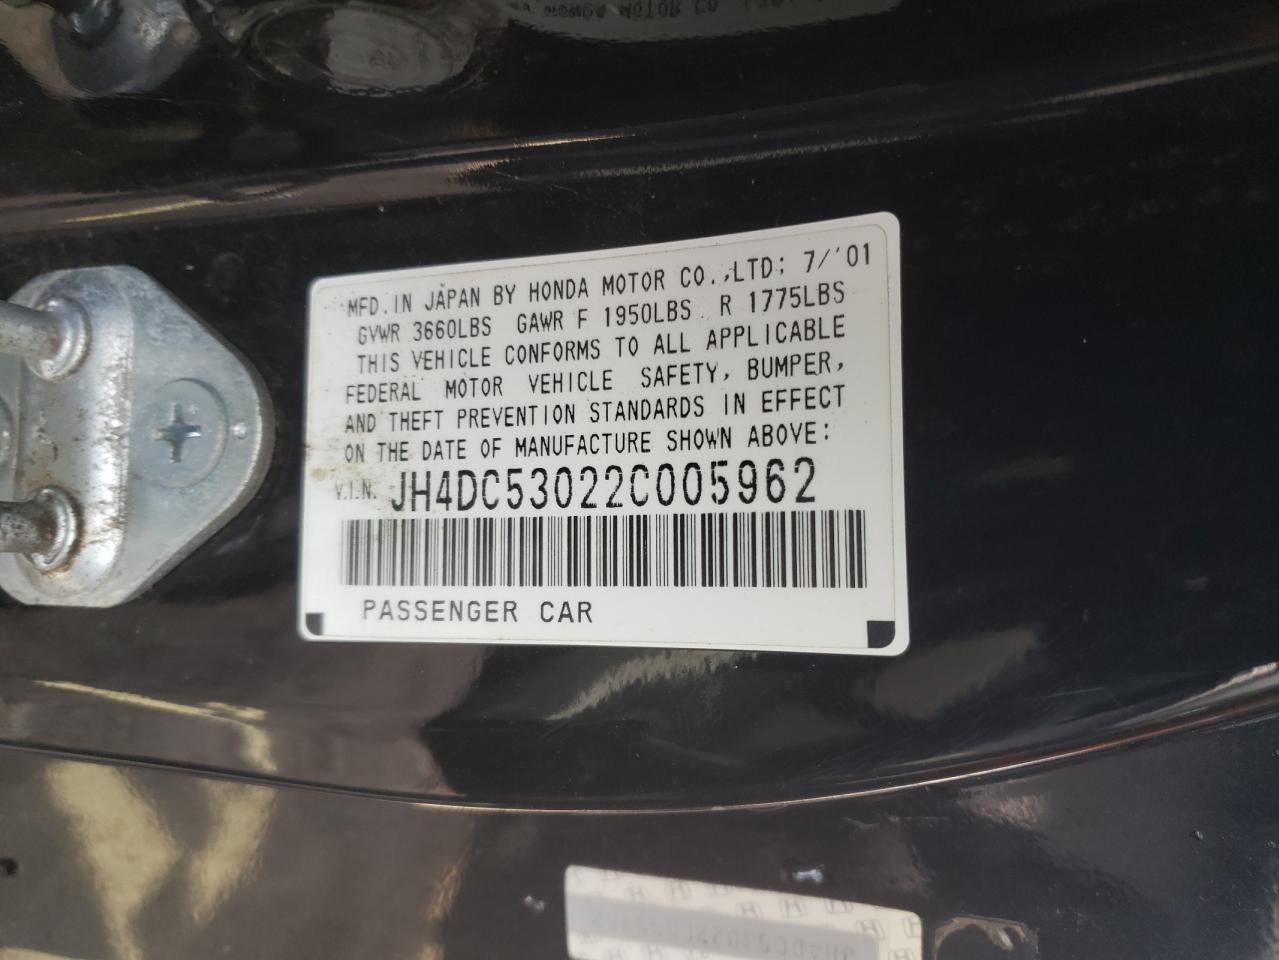 MFD. IN JAPAN BY HONDA MOTOR CO.,LTD; 7/'01
GVWR 3660LBS GAWR F 1950LBS R 1775LBS
THIS VEHICLE CONFORMS TO ALL APPLICABLE
FEDERAL MOTOR VEHICLE SAFETY, BUMPER,
AND THEFT PREVENTION STANDARDS IN EFFECT
ON THE DATE OF MANUFACTURE SHOWN ABOVE:
V.I.N. JH4DC53022C005962
PASSENGER CAR